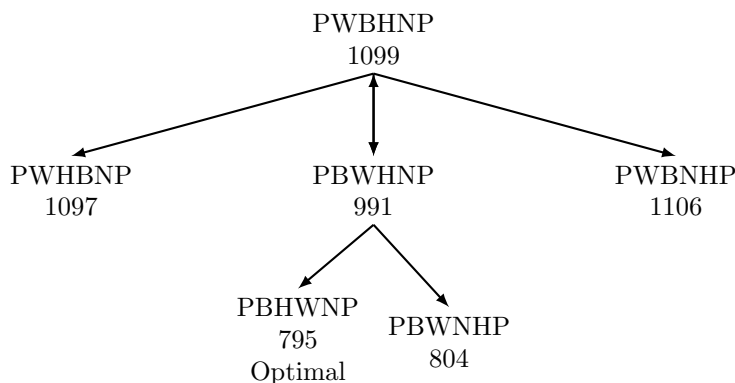 PWBHNP
1099
PWHBNP
1097
PBWHNP
991
PWBNHP
1106
PBHWNP
795
Optimal
PBWNHP
804